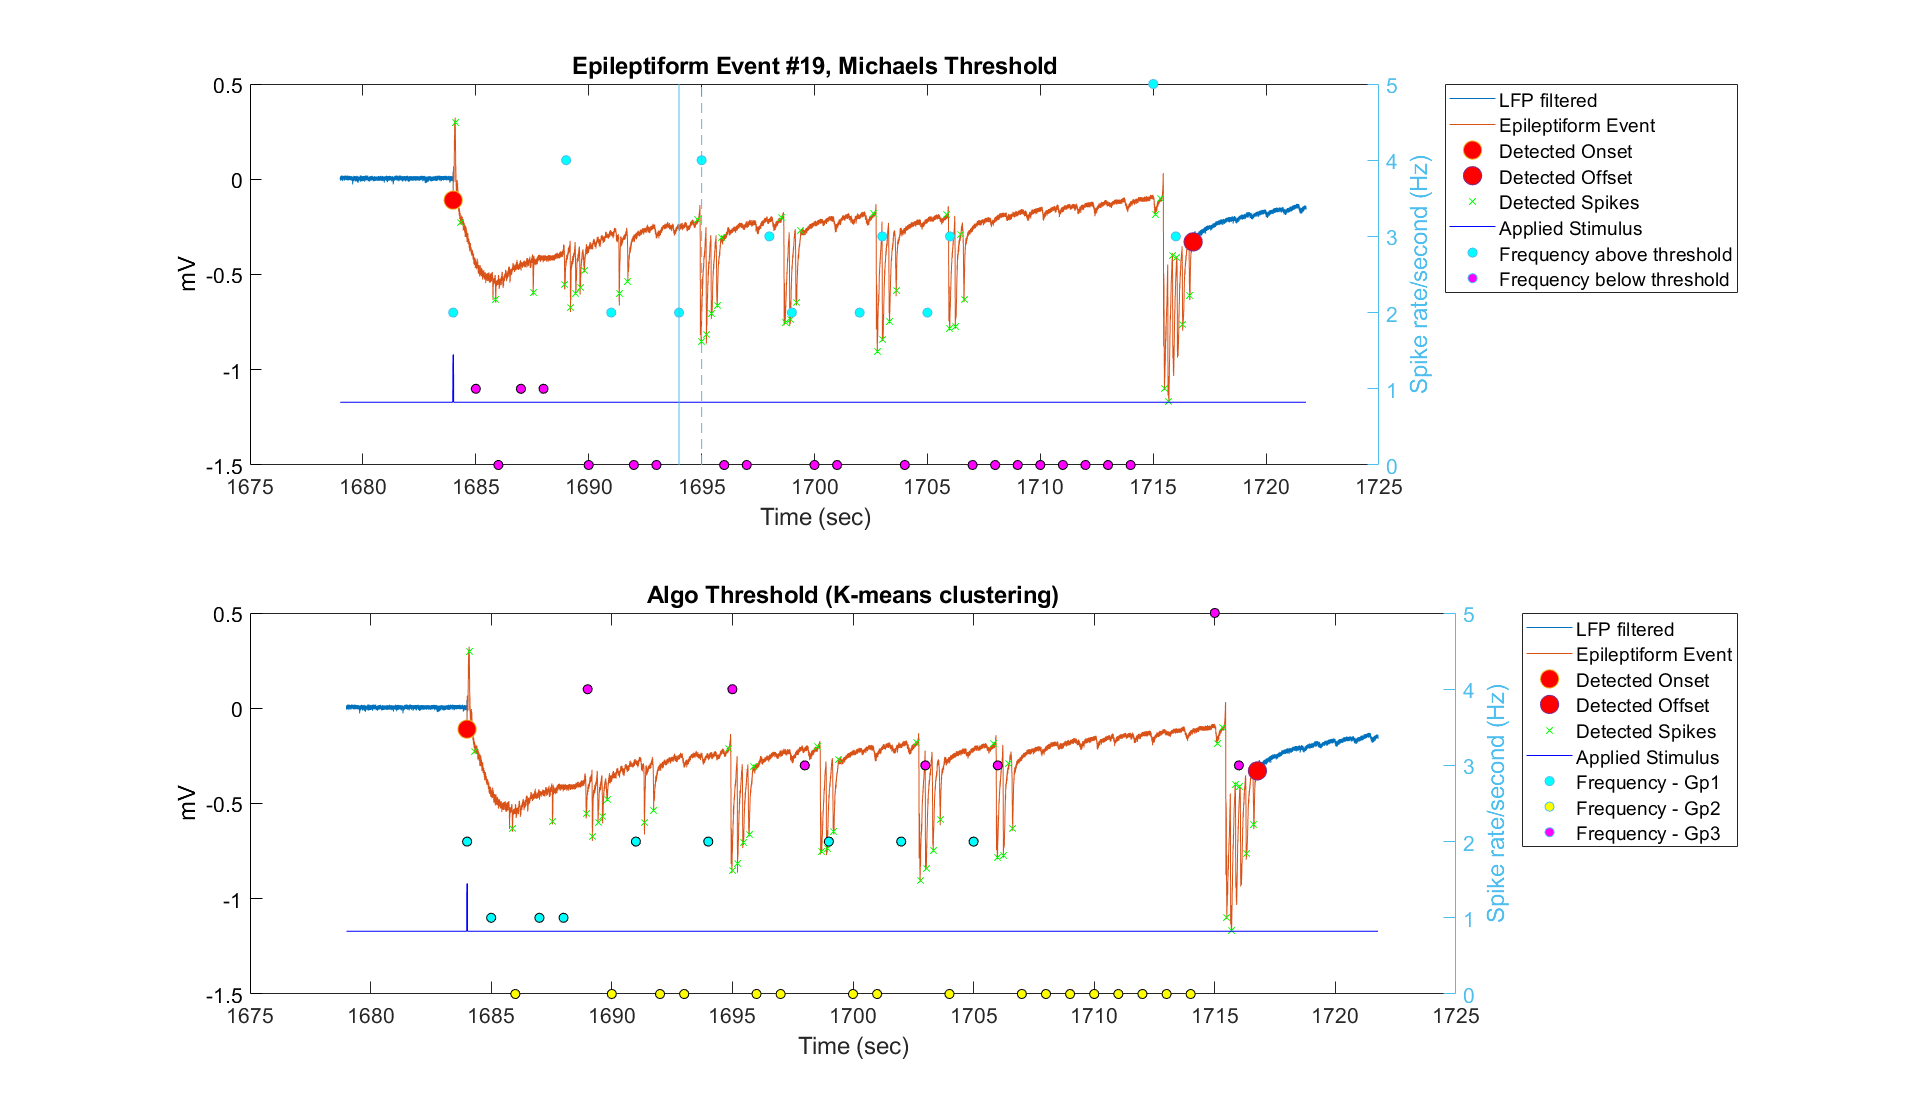 Epileptiform Event #19, Michaels Threshold
0.5
0
-0.5
-1
-1.5
mV
1675
1680
1685
1690
1695
1700
1705
1710
1715
1720
1725
Time (sec)
5
4
3
2
1
0
Spike rate/second (Hz)
LFP filtered
Epileptiform Event
Detected Onset
Detected Offset
Detected Spikes
Applied Stimulus
Frequency above threshold
Frequency below threshold
Algo Threshold (K-means clustering)
0.5
0
-0.5
-1
-1.5
mV
1675
1680
1685
1690
1695
1700
1705
1710
1715
1720
1725
Time (sec)
5
4
3
2
1
0
Spike rate/second (Hz)
LFP filtered
Epileptiform Event
Detected Onset
Detected Offset
Detected Spikes
Applied Stimulus
Frequency - Gp1
Frequency - Gp2
Frequency - Gp3